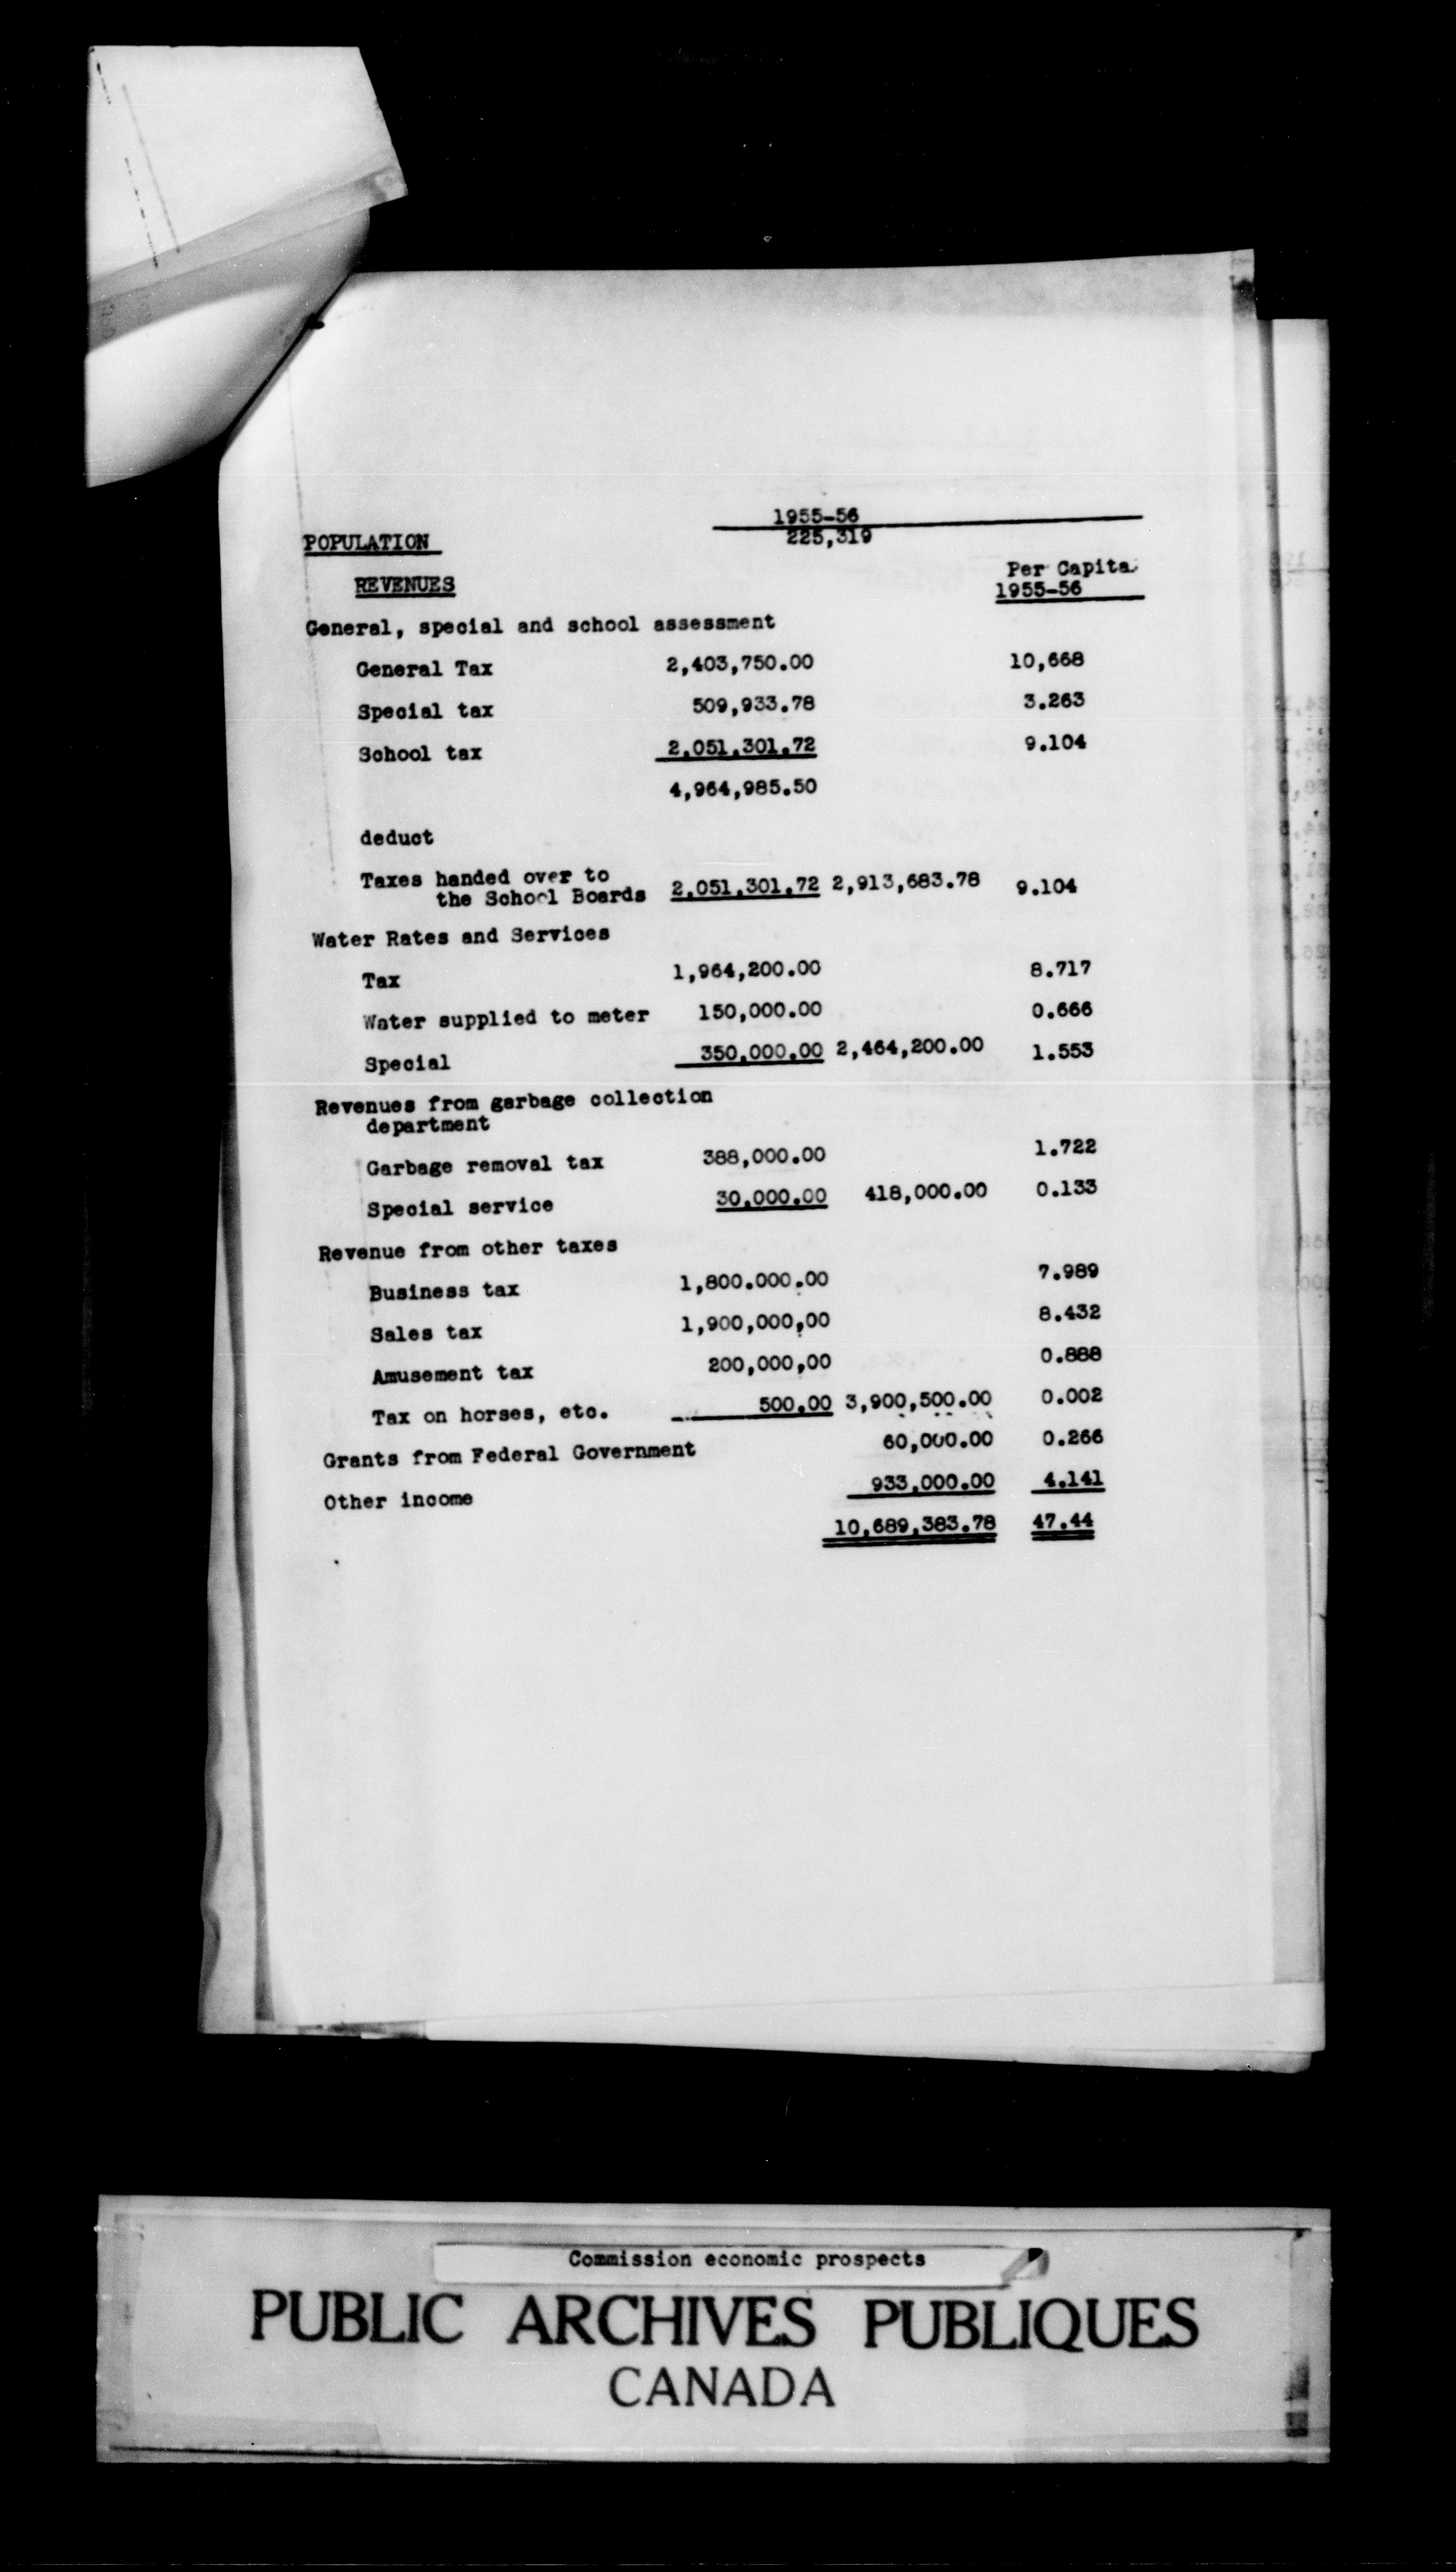 1955-56
POPULATION 225,319
REVENUES Per Capita
1955-56
General, special and school assessment
General Tax 2,403,750.00 10,668
Special tax 509,933.78 3.263
School tax 2,051,301.72 9.104
4,964,985.50
deduct
Taxes handed over to
the School Boards 2,051,301.72 2,913,683.78 9.104
Water Rates and Services
Tax 1,964,200.00 8.717
Water supplied to meter 150,000.00 0.666
Special 350,000.00 2,464,200.00 1.553
Revenues from garbage collection
department
Garbage removal tax 388,000.00 1.722
Special service 30,000.00 418,000.00 0.133
Revenue from other taxes
Business tax 1,800.000.00 7.989
Sales tax 1,900,000,00 8.432
Amusement tax 200,000,00 0.888
Tax on horses, etc. 500.00 3,900,500.00 0.002
Grants from Federal Government 60,000.00 0.266
Other income 933,000.00 4.141
10,689,383.78 47.44
Commission economic prospects
PUBLIC ARCHIVES PUBLIQUES
CANADA